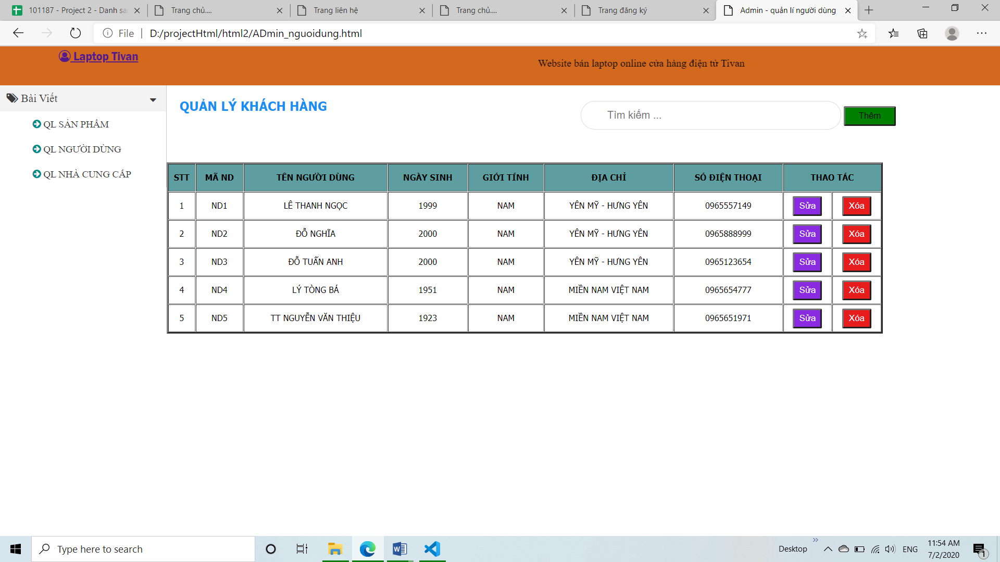 101187 - Project 2 - Danh sa
Trang chủ....
Trang liên hệ
Trang chủ....
Trang đăng ký
Admin - quản lí người dùng
File
D:/projectHtml/html2/ADmin_nguoidung.html
Laptop Tivan
Website bán laptop online cửa hàng điện tử Tivan
Bài Viết
QL SẢN PHẨM
QL NGƯỜI DÙNG
QL NHÀ CUNG CẤP
QUẢN LÝ KHÁCH HÀNG
Tìm kiếm ...
Thêm
STT MÃ ND TÊN NGƯỜI DÙNG NGÀY SINH GIỚI TÍNH ĐỊA CHỈ SÓ ĐIỆN THOẠI THAO TÁC
1 ND1 LÊ THANH NGỌC 1999 NAM YÊN MỸ - HƯNG YÊN 0965557149 Sửa Xóa
2 ND2 ĐỖ NGHĨA 2000 NAM YÊN MỸ - HƯNG YÊN 0965888999 Sửa Xóa
3 ND3 ĐỖ TUẤN ANH 2000 NAM YÊN MỸ - HƯNG YÊN 0965123654 Sửa Xóa
4 ND4 LÝ TÒNG BÁ 1951 NAM MIỀN NAM VIỆT NAM 0965654777 Sửa Xóa
5 ND5 TT NGUYỄN VĂN THIỆU 1923 NAM MIỀN NAM VIỆT NAM 0965651971 Sửa Xóa
Type here to search
Desktop
ENG
11:54 AM
7/2/2020
1